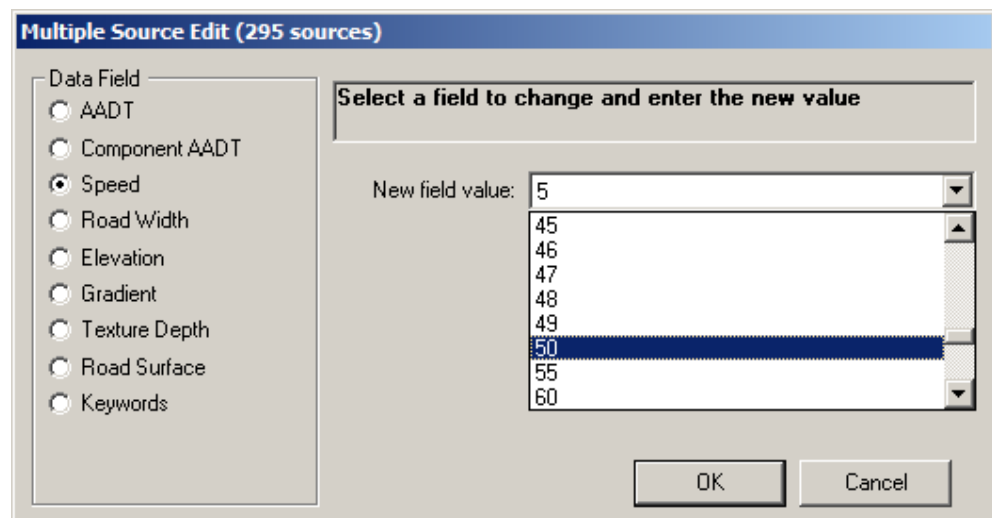 Multiple Source Edit (295 sources)
Data Field
AADT
Component AADT
Speed
Road Width
Elevation
Gradient
Texture Depth
Road Surface
Keywords
Select a field to change and enter the new value
New field value: 5
45
46
47
48
49
50
55
60
OK Cancel